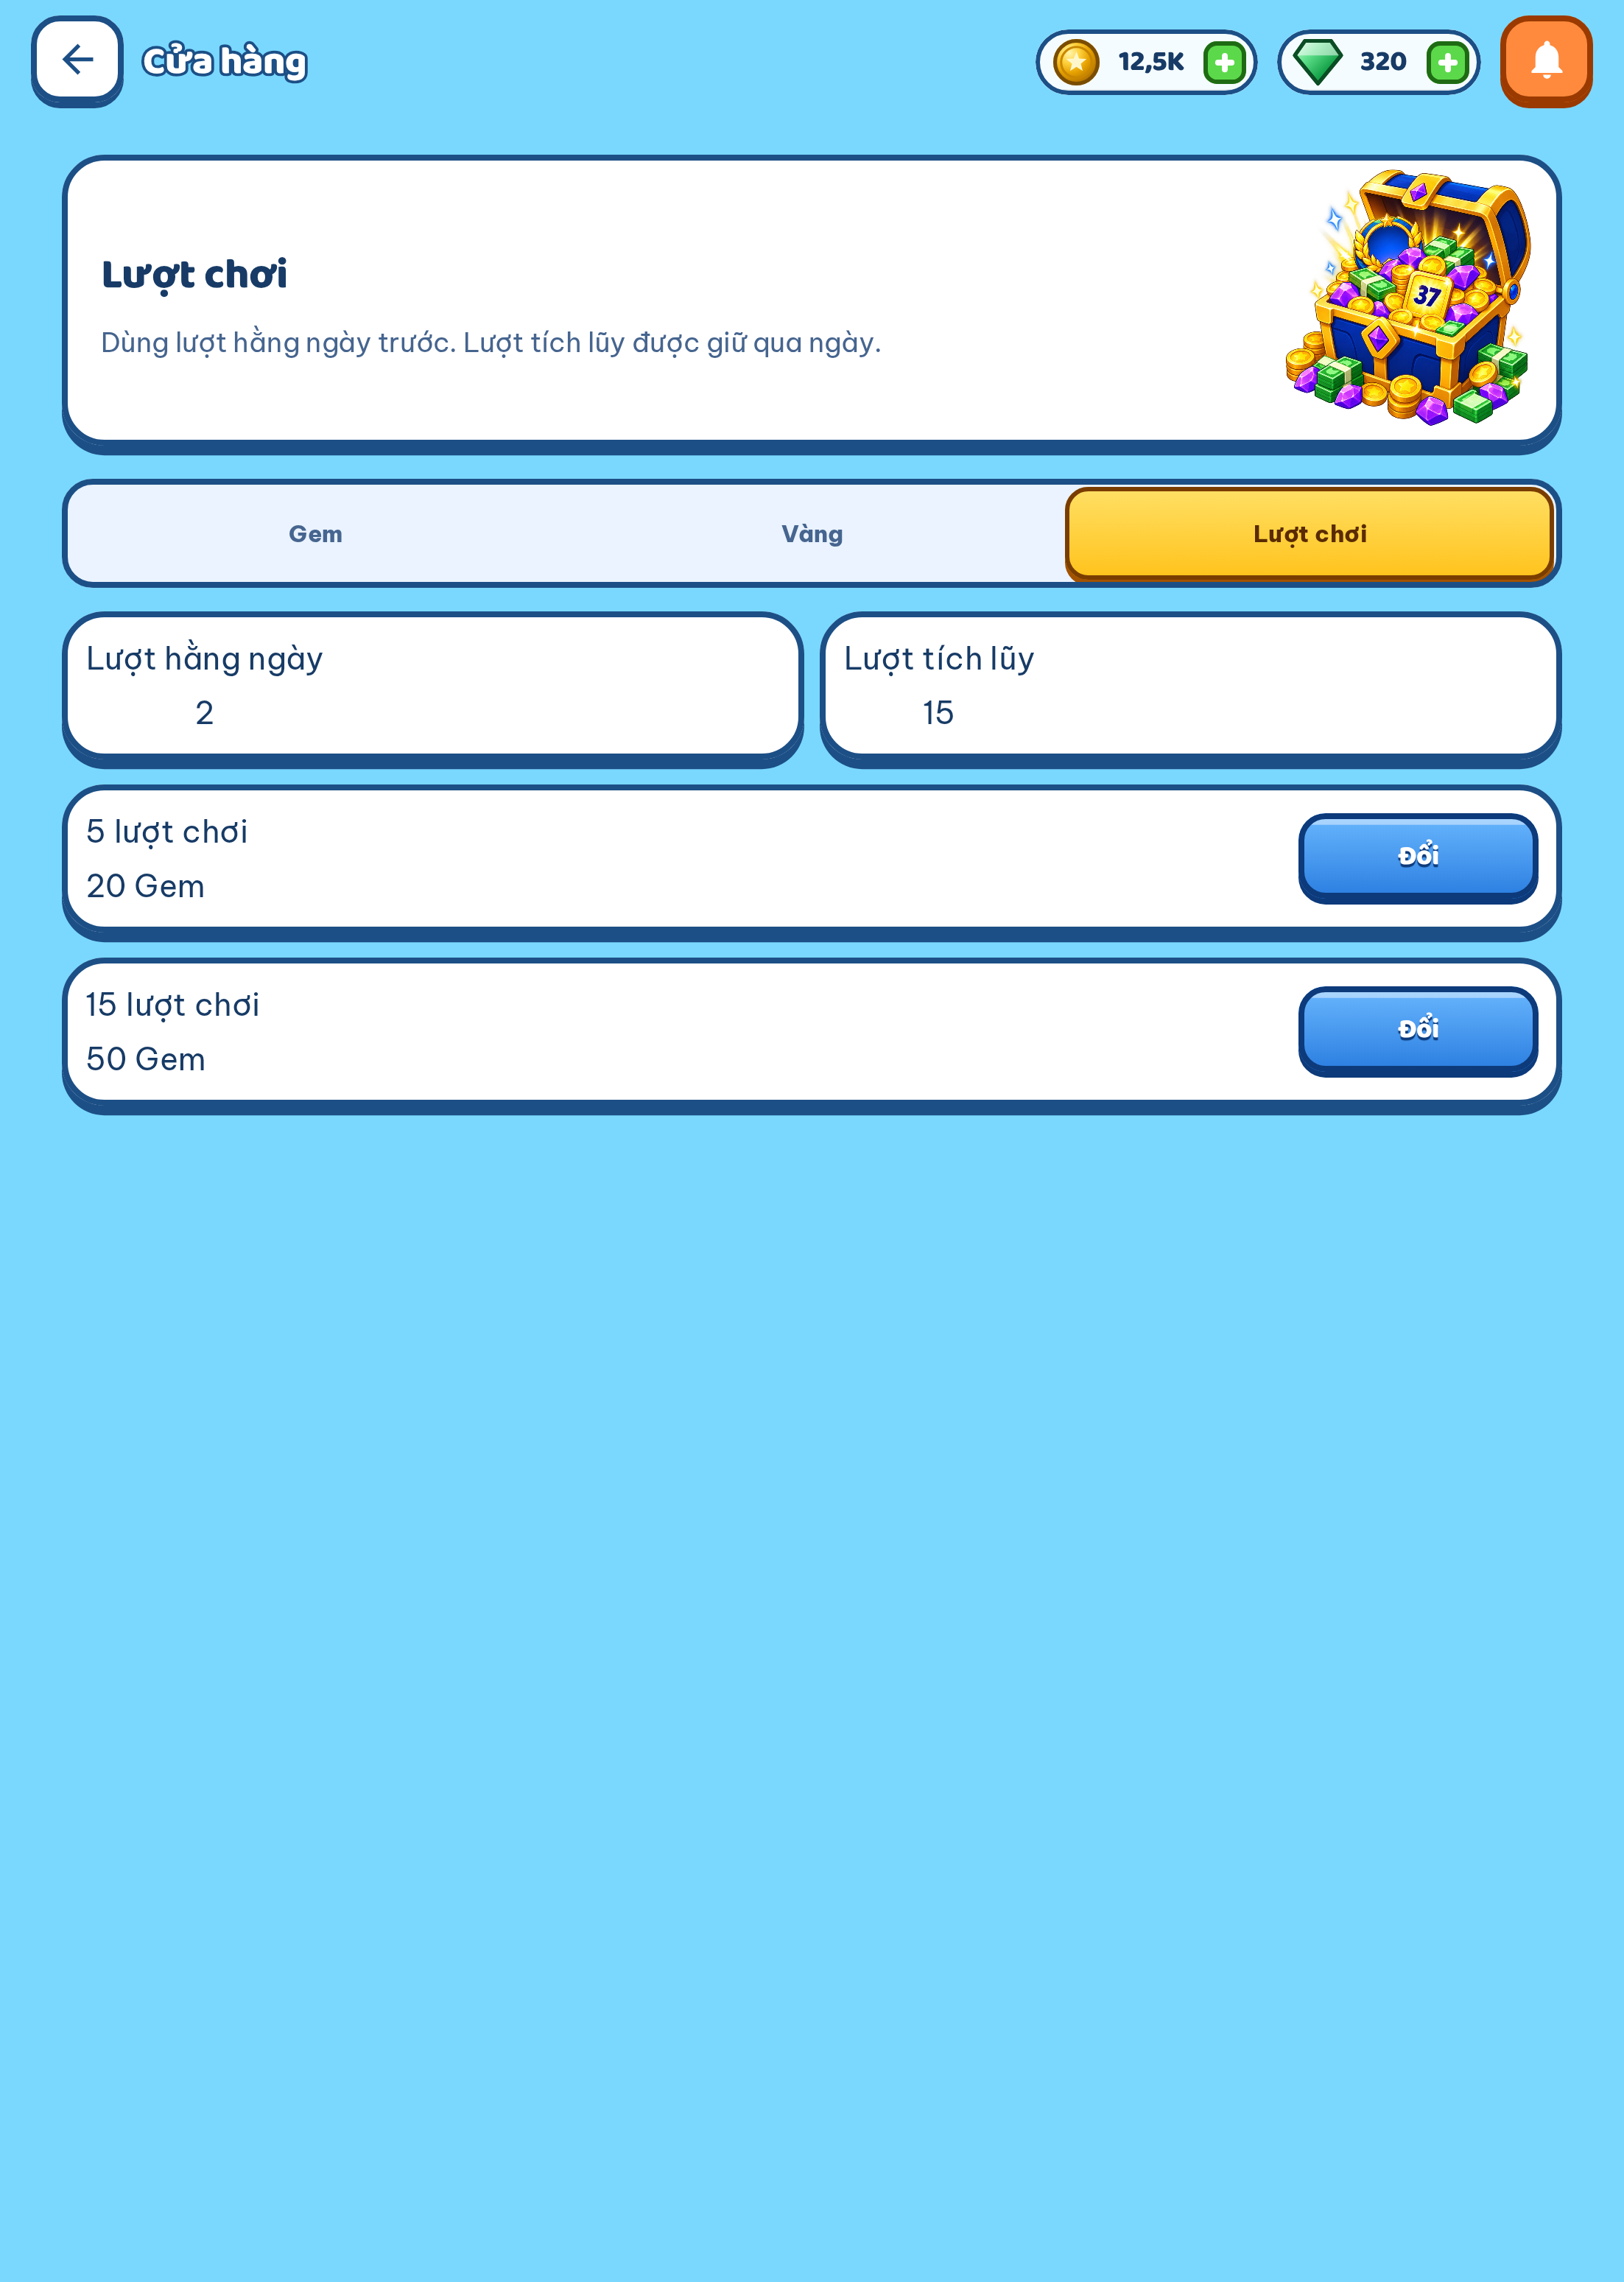 Cửa hàng
12,5K
320
Lượt chơi
Dùng lượt hằng ngày trước. Lượt tích lũy được giữ qua ngày.
37
Gem
Vàng
Lượt chơi
Lượt hằng ngày
2
Lượt tích lũy
15
5 lượt chơi
20 Gem
Đổi
15 lượt chơi
50 Gem
Đổi